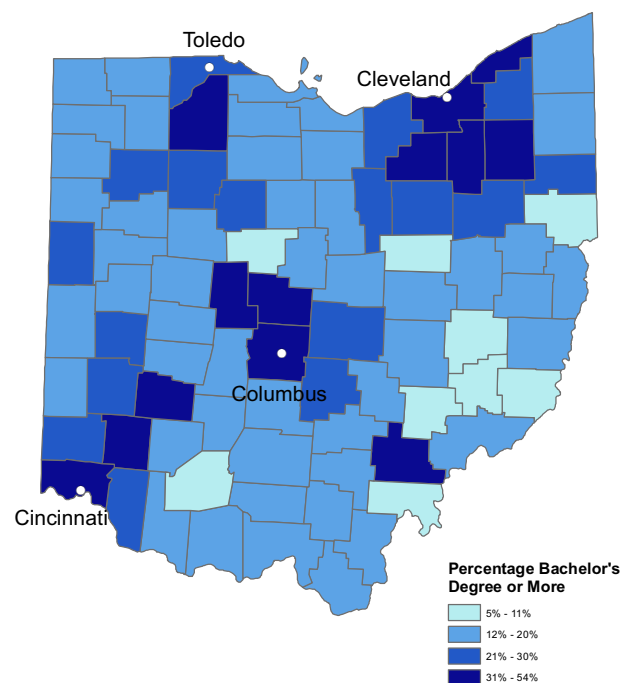 Toledo
Cleveland
Columbus
Cincinnati
Percentage Bachelor's
Degree or More
5% - 11%
12% - 20%
21% - 30%
31% - 54%